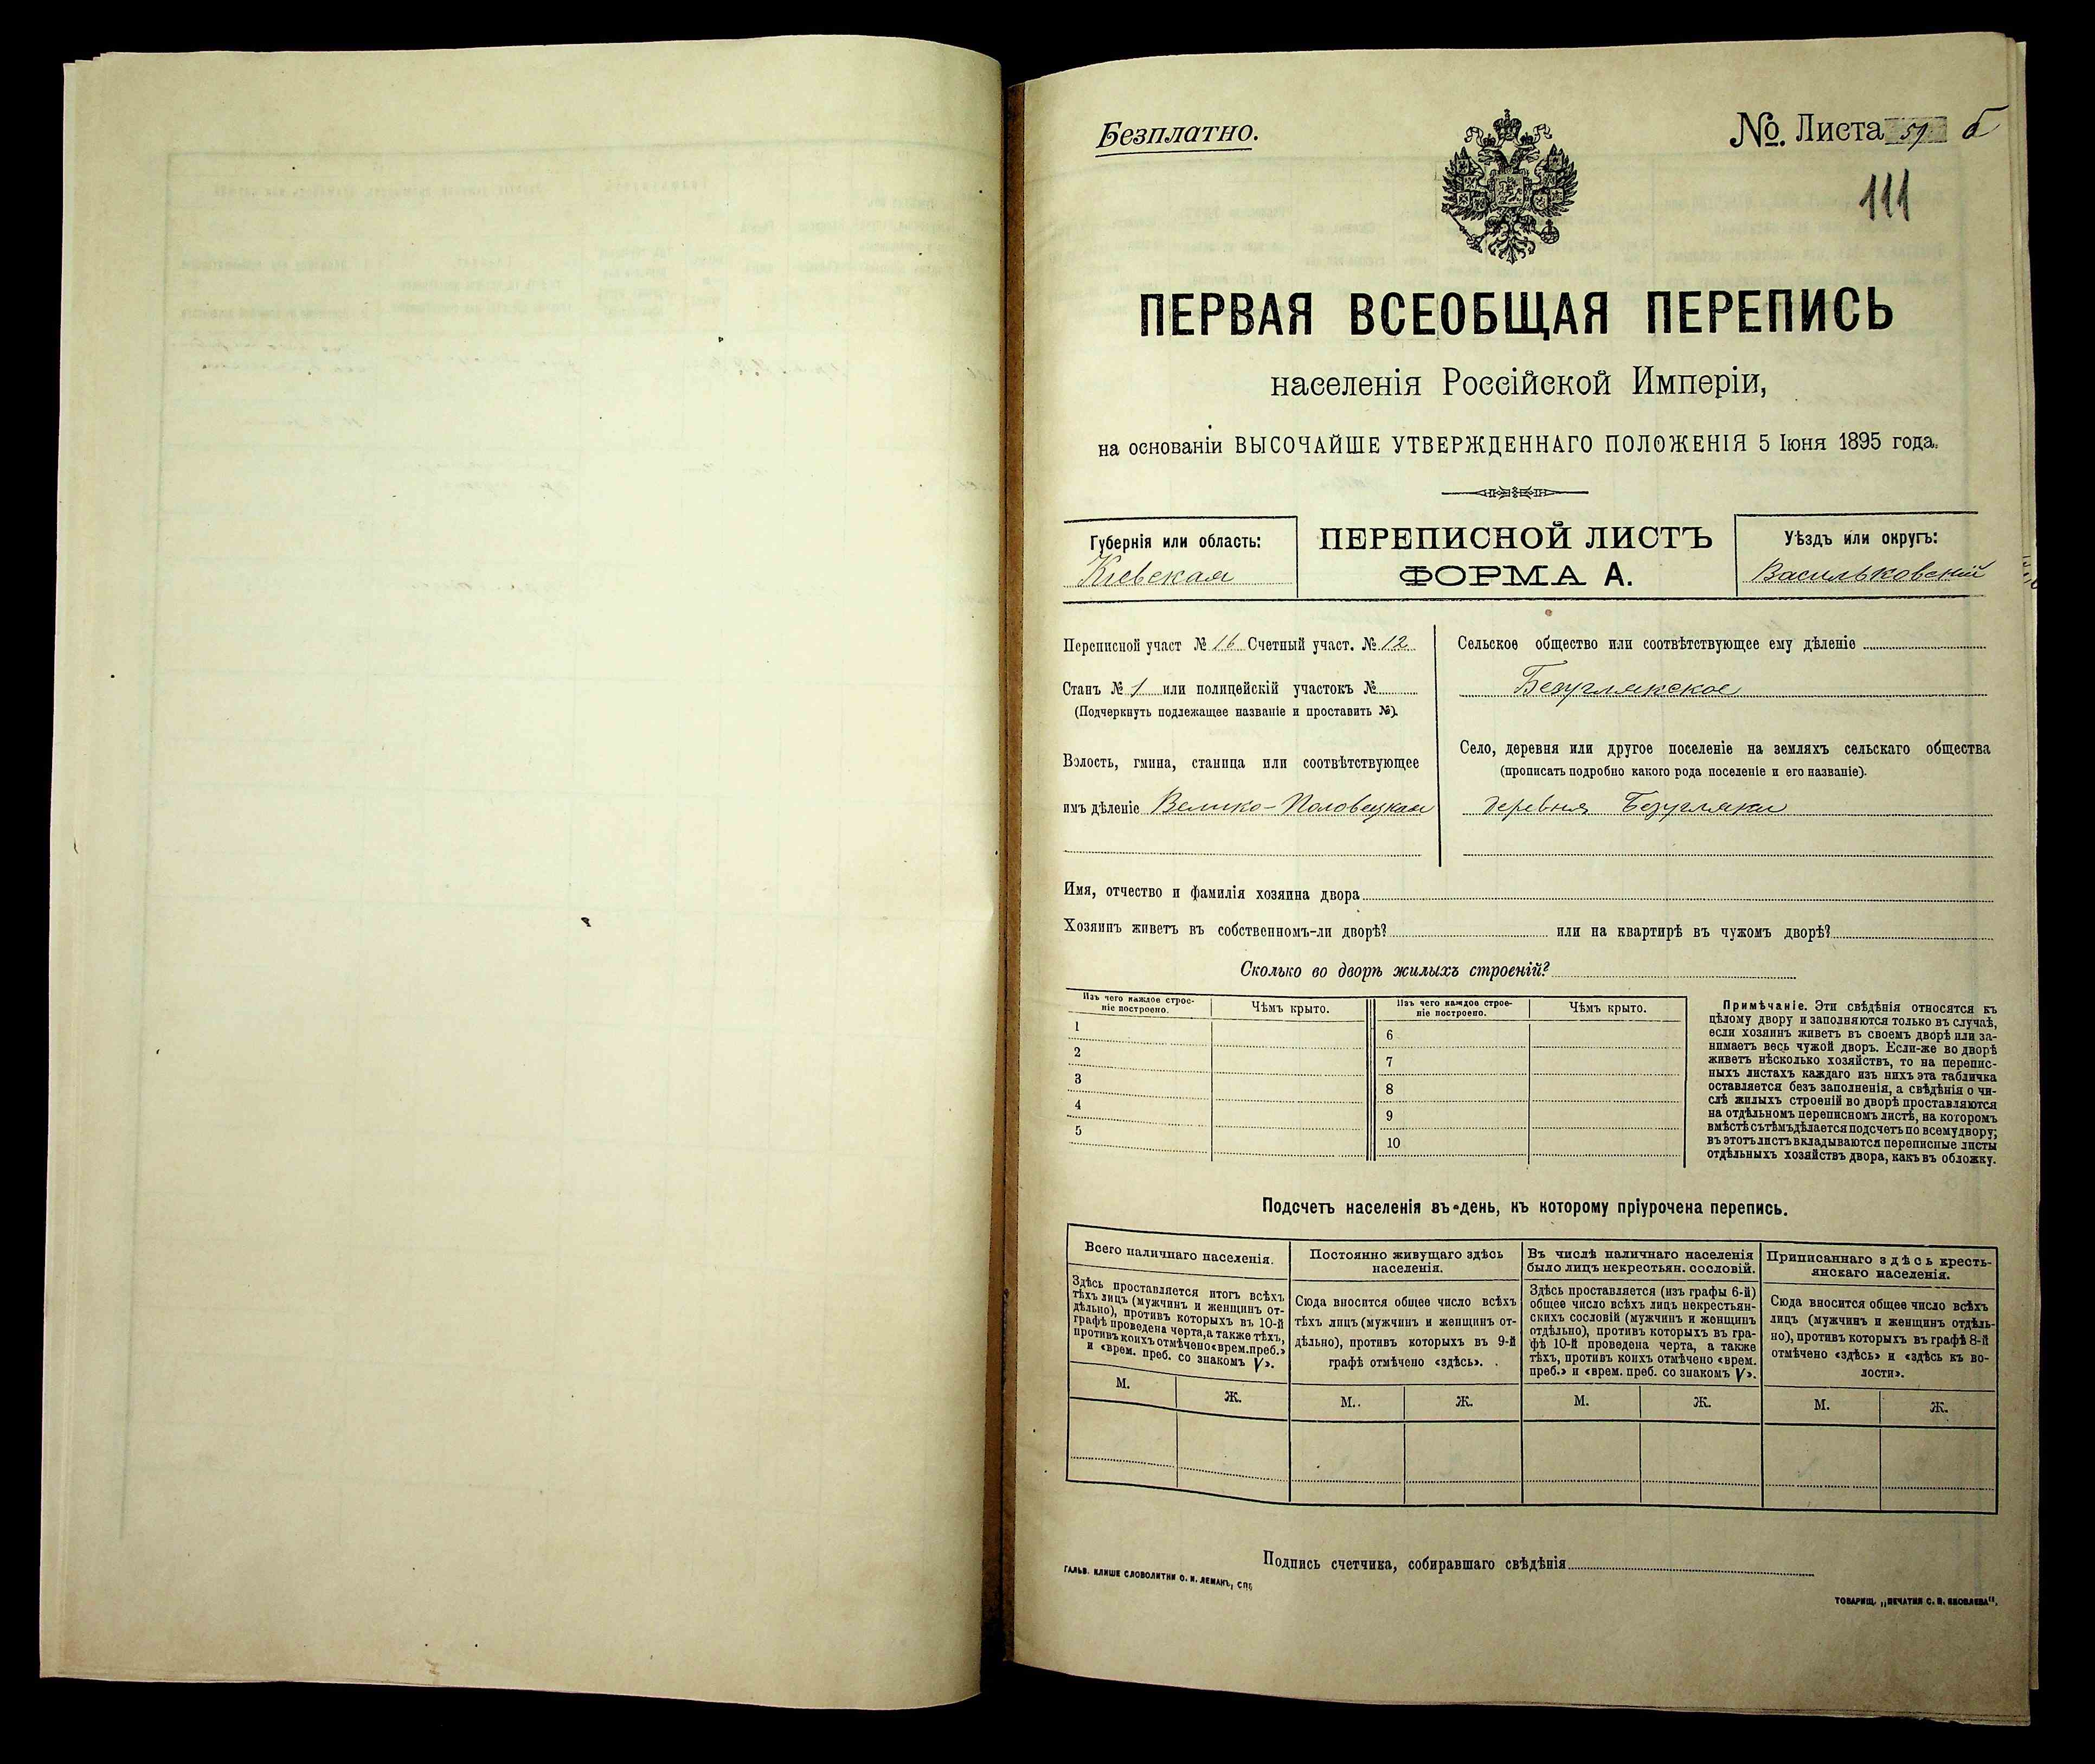 Безплатно.
№ Листа 59 б
111
ПЕРВАЯ ВСЕОБЩАЯ ПЕРЕПИСЬ
населенія Россійской Имперіи,
на основаніи ВЫСОЧАЙШЕ УТВЕРЖДЕННАГО ПОЛОЖЕНІЯ 5 Іюня 1895 года.
Губернія или область:
Кіевская
ПЕРЕПИСНОЙ ЛИСТЪ
ФОРМА А.
Уѣздъ или округъ:
Васильковскій
Переписной участ № 16 Счетный участ. № 12
Станъ № 1 или полицейскій участокъ №
(Подчеркнуть подлежащее названіе и проставить №).
Волость, гмина, станица или соотвѣтствующее
имъ дѣленіе Велико-Половецкая
Сельское общество или соотвѣтствующее ему дѣленіе
Безуглякское
Село, деревня или другое поселеніе на земляхъ сельскаго общества
(прописать подробно какого рода поселеніе и его названіе).
деревня Безугляки
Имя, отчество и фамилія хозяина двора
Хозяинъ живетъ въ собственномъ-ли дворѣ? или на квартирѣ въ чужомъ дворѣ?
Сколько во дворѣ жилыхъ строеній?
Изъ чего каждое строе-
ніе построено.
Чѣмъ крыто.
Изъ чего каждое строе-
ніе построено.
Чѣмъ крыто.
1
2
3
4
5
6
7
8
9
10
Примѣчаніе. Эти свѣдѣнія относятся къ
цѣлому двору и заполняются только въ случаѣ,
если хозяинъ живетъ въ своемъ дворѣ или за-
нимаетъ весь чужой дворъ. Если-же во дворѣ
живетъ нѣсколько хозяйствъ, то на перепис-
ныхъ листахъ каждаго изъ нихъ эта табличка
оставляется безъ заполненія, а свѣдѣнія о чи-
слѣ жилыхъ строеній во дворѣ проставляются
на отдѣльномъ переписномъ листѣ, на которомъ
вмѣстѣ съ тѣмъ дѣлается подсчетъ по всему двору;
въ этотъ листъ вкладываются переписные листы
отдѣльныхъ хозяйствъ двора, какъ въ обложку.
Подсчетъ населенія въ день, къ которому пріурочена перепись.
Всего наличнаго населенія.
Здѣсь проставляется итогъ всѣхъ
тѣхъ лицъ (мужчинъ и женщинъ от-
дѣльно), противъ которыхъ въ 10-й
графѣ проведена черта, а также тѣхъ,
противъ коихъ отмѣчено «врем. преб.»
и «врем. преб. со знакомъ V».
М.
Ж.
Постоянно живущаго здѣсь
населенія.
Сюда вносится общее число всѣхъ
тѣхъ лицъ (мужчинъ и женщинъ от-
дѣльно), противъ которыхъ въ 9-й
графѣ отмѣчено «здѣсь».
М.
Ж.
Въ числѣ наличнаго населенія
было лицъ некрестьян. сословій.
Здѣсь проставляется (изъ графы 6-й)
общее число всѣхъ лицъ некрестьян-
скихъ сословій (мужчинъ и женщинъ
отдѣльно), противъ которыхъ въ гра-
фѣ 10-й проведена черта, а также
тѣхъ, противъ коихъ отмѣчено «врем.
преб.» и «врем. преб. со знакомъ V».
М.
Ж.
Приписаннаго здѣсь кресть-
янскаго населенія.
Сюда вносится общее число всѣхъ
лицъ (мужчинъ и женщинъ отдѣль-
но), противъ которыхъ въ графѣ 8-й
отмѣчено «здѣсь» и «здѣсь къ во-
лости».
М.
Ж.
Подпись счетчика, собиравшаго свѣдѣнія
ГАЛЬВ. КЛИШЕ СЛОВОЛИТНИ О. И. ЛЕМАНЪ, СПБ
ТОВАРИЩ. „ПЕЧАТНЯ С. П. ЯКОВЛЕВА".